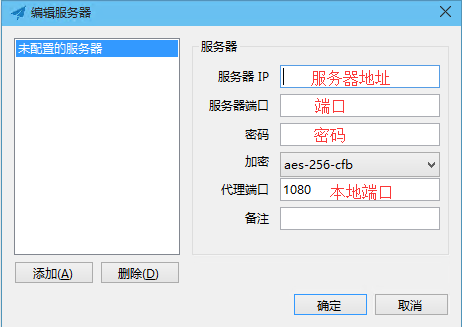 编辑服务器
未配置的服务器
服务器
服务器 IP 服务器地址
服务器端口 端口
密码 密码
加密 aes-256-cfb
代理端口 1080 本地端口
备注
添加(A) 删除(D)
确定 取消